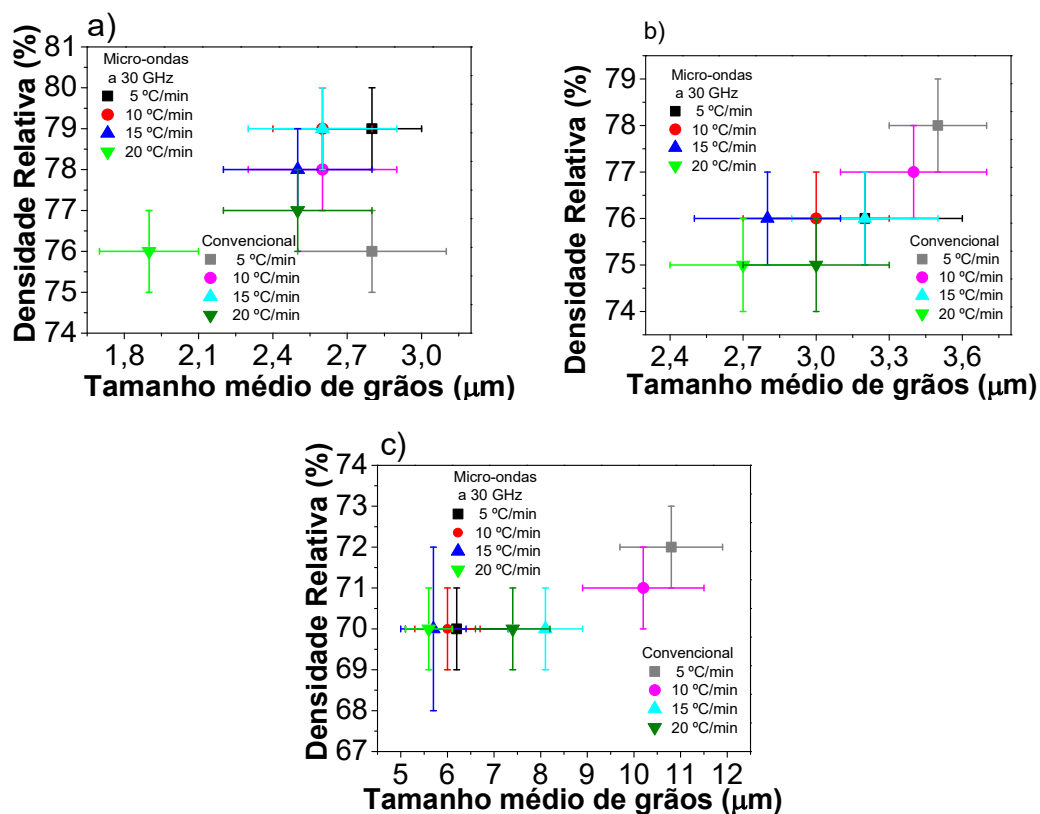 a)
Densidade Relativa (%)
81
80
79
78
77
76
75
74
Micro-ondas
a 30 GHz
5 ºC/min
10 ºC/min
15 ºC/min
20 ºC/min
Convencional
5 ºC/min
10 ºC/min
15 ºC/min
20 ºC/min
1,8 2,1 2,4 2,7 3,0
Tamanho médio de grãos (μm)
b)
Densidade Relativa (%)
79
78
77
76
75
74
Micro-ondas
a 30 GHz
5 ºC/min
10 ºC/min
15 ºC/min
20 ºC/min
Convencional
5 ºC/min
10 ºC/min
15 ºC/min
20 ºC/min
2,4 2,7 3,0 3,3 3,6
Tamanho médio de grãos (μm)
c)
Densidade Relativa (%)
74
73
72
71
70
69
68
67
Micro-ondas
a 30 GHz
5 ºC/min
10 ºC/min
15 ºC/min
20 ºC/min
Convencional
5 ºC/min
10 ºC/min
15 ºC/min
20 ºC/min
5 6 7 8 9 10 11 12
Tamanho médio de grãos (μm)